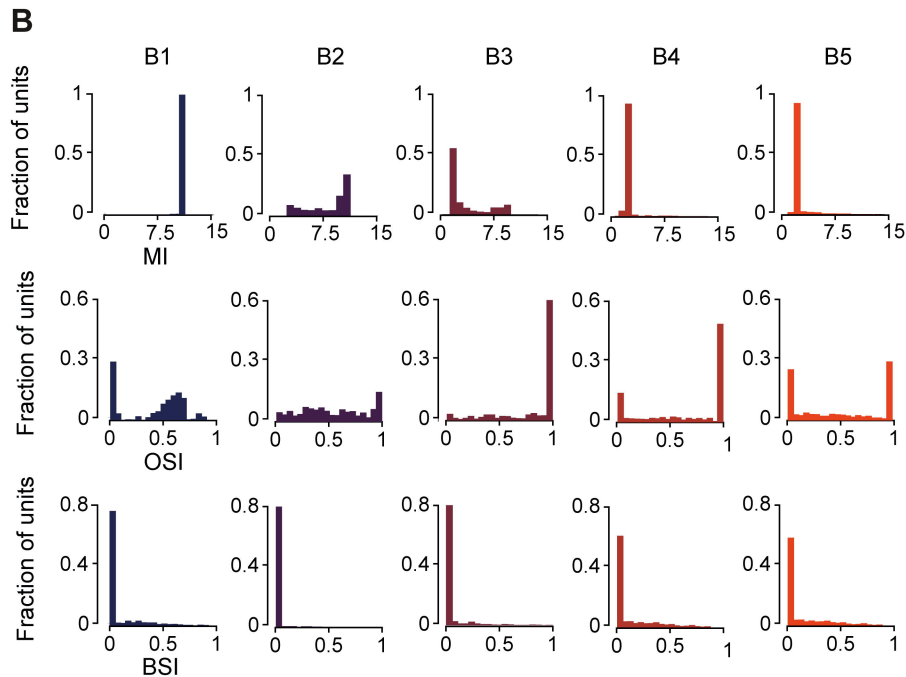 B
B1 B2 B3 B4 B5
Fraction of units
1 1 1 1 1
0.5 0.5 0.5 0.5 0.5
0 0 0 0 0
0 7.5 15 0 7.5 15 0 7.5 15 0 7.5 15 0 7.5 15
MI
Fraction of units
0.6 0.6 0.6 0.6 0.6
0.3 0.3 0.3 0.3 0.3
0 0 0 0 0
0 0.5 1 0 0.5 1 0 0.5 1 0 0.5 1 0 0.5 1
OSI
Fraction of units
0.8 0.8 0.8 0.8 0.8
0.4 0.4 0.4 0.4 0.4
0 0 0 0 0
0 0.5 1 0 0.5 1 0 0.5 1 0 0.5 1 0 0.5 1
BSI